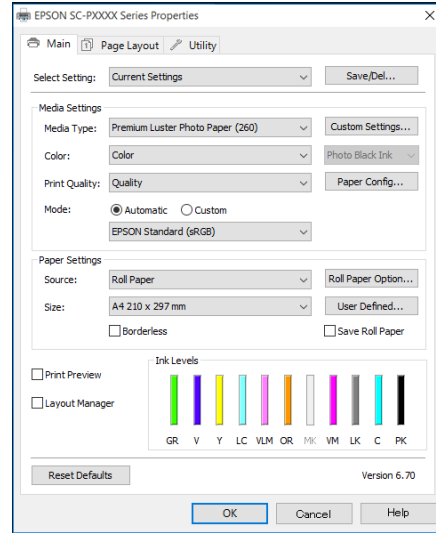 EPSON SC-PXXXX Series Properties
Main Page Layout Utility
Select Setting: Current Settings Save/Del...
Media Settings
Media Type: Premium Luster Photo Paper (260) Custom Settings...
Color: Color Photo Black Ink
Print Quality: Quality Paper Config...
Mode: Automatic Custom
EPSON Standard (sRGB)
Paper Settings
Source: Roll Paper Roll Paper Option...
Size: A4 210 x 297 mm User Defined...
Borderless Save Roll Paper
Ink Levels
Print Preview
Layout Manager
GR V Y LC VLM OR MK VM LK C PK
Reset Defaults Version 6.70
OK Cancel Help